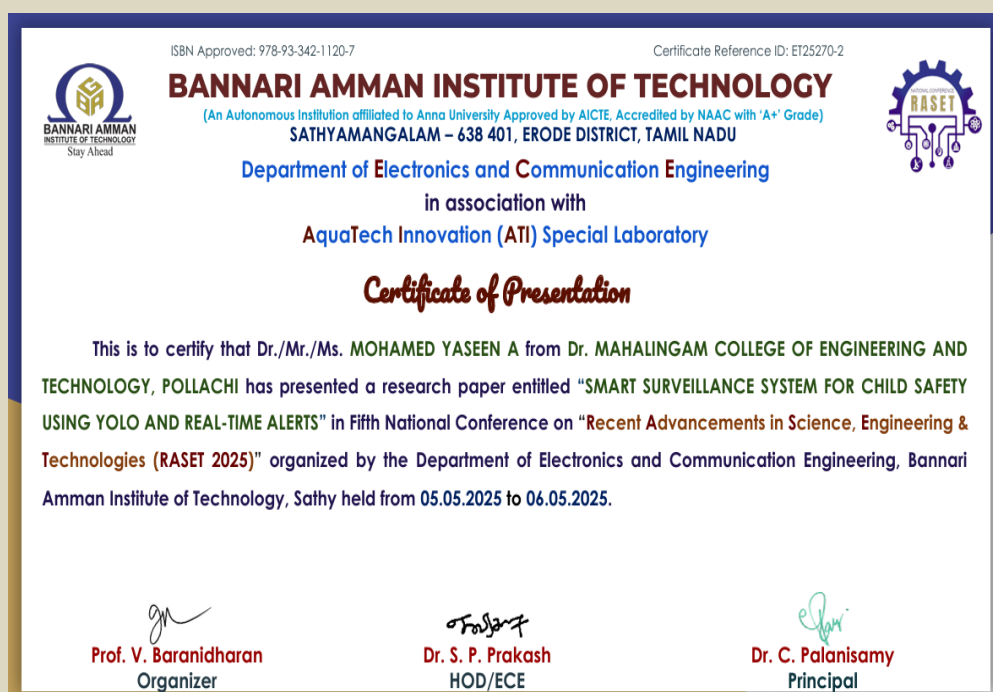 ISBN Approved: 978-93-342-1120-7
Certificate Reference ID: ET25270-2
BANNARI AMMAN INSTITUTE OF TECHNOLOGY
(An Autonomous Institution affiliated to Anna University Approved by AICTE, Accredited by NAAC with ‘A+’ Grade)
SATHYAMANGALAM – 638 401, ERODE DISTRICT, TAMIL NADU
BANNARI AMMAN
INSTITUTE OF TECHNOLOGY
Stay Ahead
NATIONAL CONFERENCE
RASET
Department of Electronics and Communication Engineering
in association with
AquaTech Innovation (ATI) Special Laboratory
Certificate of Presentation
This is to certify that Dr./Mr./Ms. MOHAMED YASEEN A from Dr. MAHALINGAM COLLEGE OF ENGINEERING AND
TECHNOLOGY, POLLACHI has presented a research paper entitled “SMART SURVEILLANCE SYSTEM FOR CHILD SAFETY
USING YOLO AND REAL-TIME ALERTS” in Fifth National Conference on “Recent Advancements in Science, Engineering &
Technologies (RASET 2025)” organized by the Department of Electronics and Communication Engineering, Bannari
Amman Institute of Technology, Sathy held from 05.05.2025 to 06.05.2025.
Prof. V. Baranidharan
Organizer
Dr. S. P. Prakash
HOD/ECE
Dr. C. Palanisamy
Principal